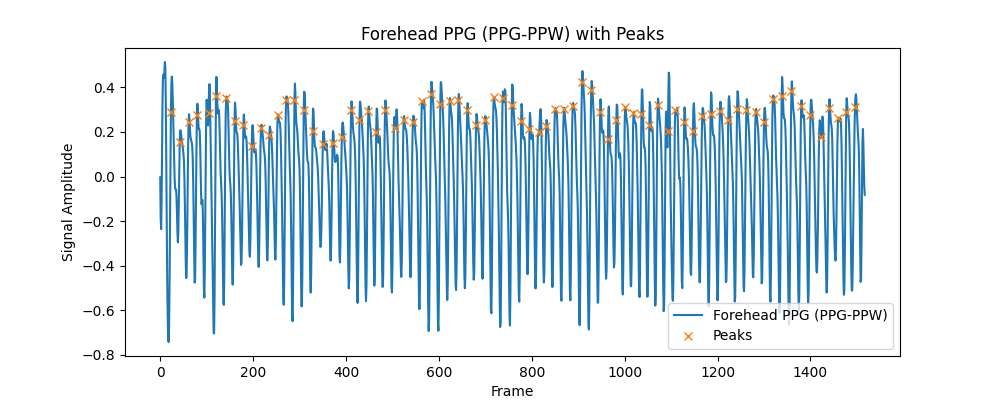 Forehead PPG (PPG-PPW) with Peaks
Signal Amplitude
0.4
0.2
0.0
−0.2
−0.4
−0.6
−0.8
Forehead PPG (PPG-PPW)
Peaks
0 200 400 600 800 1000 1200 1400
Frame